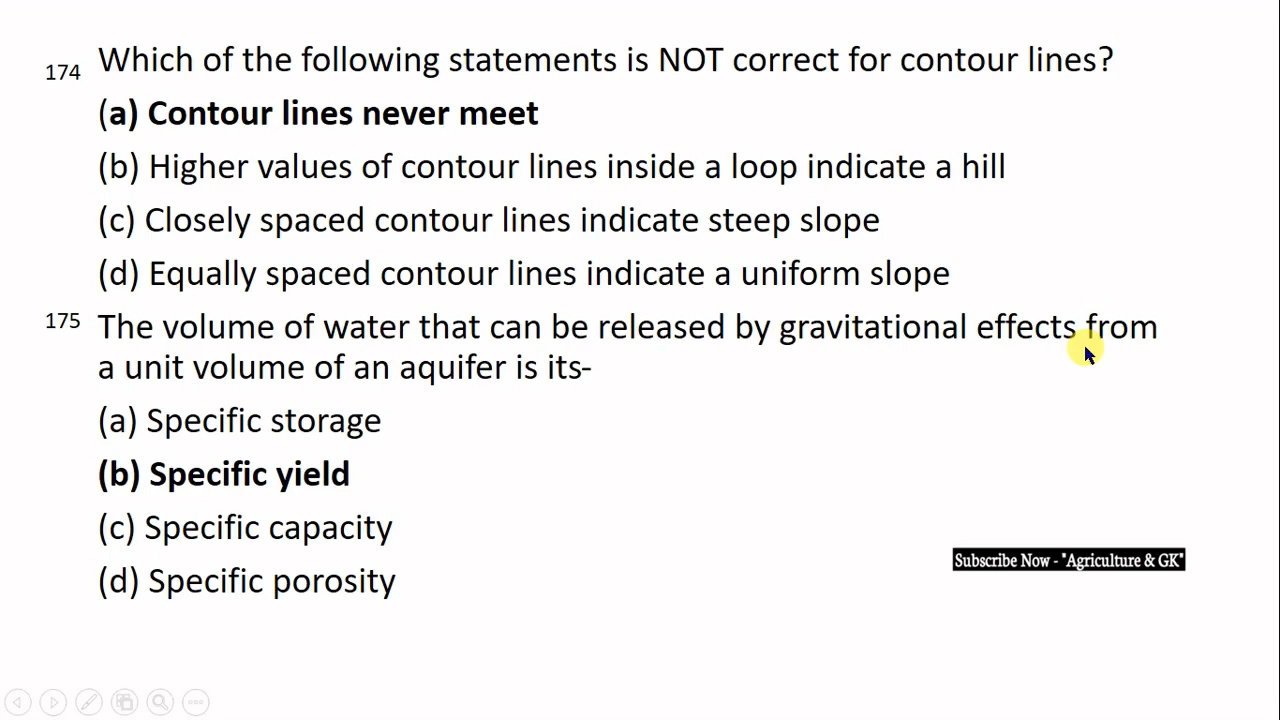 174 Which of the following statements is NOT correct for contour lines?
(a) Contour lines never meet
(b) Higher values of contour lines inside a loop indicate a hill
(c) Closely spaced contour lines indicate steep slope
(d) Equally spaced contour lines indicate a uniform slope
175 The volume of water that can be released by gravitational effects from
a unit volume of an aquifer is its-
(a) Specific storage
(b) Specific yield
(c) Specific capacity
(d) Specific porosity
Subscribe Now - "Agriculture & GK"